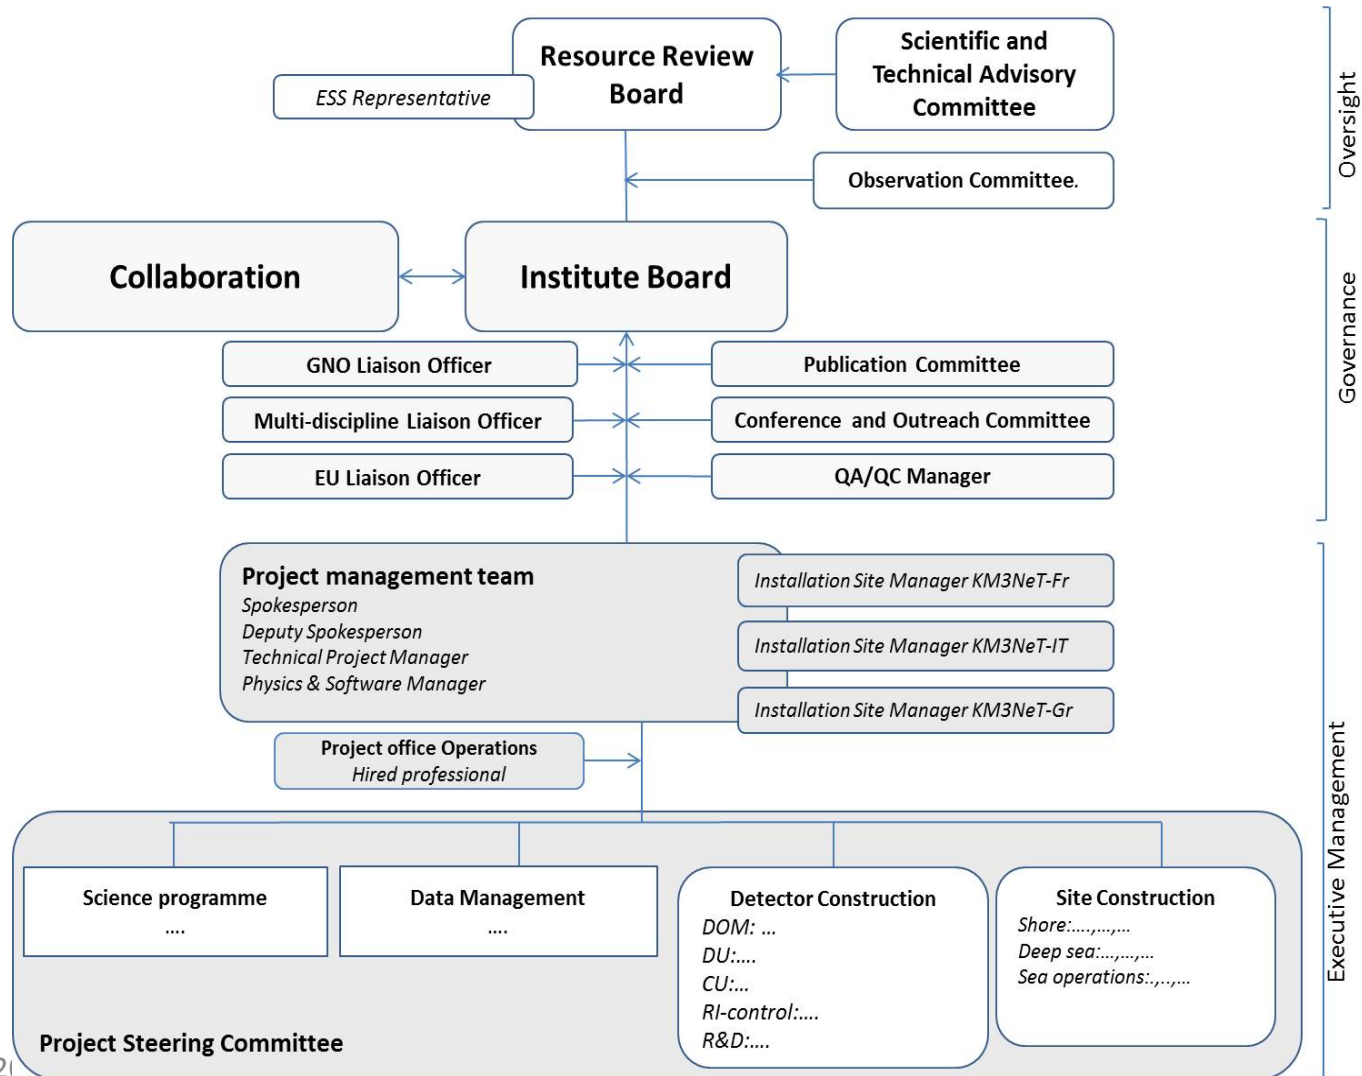 Resource Review
Board
ESS Representative
Scientific and
Technical Advisory
Committee
Observation Committee.
Oversight
Collaboration
Institute Board
Governance
GNO Liaison Officer
Publication Committee
Multi-discipline Liaison Officer
Conference and Outreach Committee
EU Liaison Officer
QA/QC Manager
Project management team
Spokesperson
Deputy Spokesperson
Technical Project Manager
Physics & Software Manager
Installation Site Manager KM3NeT-Fr
Installation Site Manager KM3NeT-IT
Installation Site Manager KM3NeT-Gr
Project office Operations
Hired professional
Executive Management
Science programme
....
Data Management
....
Detector Construction
DOM: ...
DU:....
CU:...
RI-control:....
R&D:....
Site Construction
Shore:....,...,...
Deep sea:...,...,...
Sea operations:.,..,...
Project Steering Committee